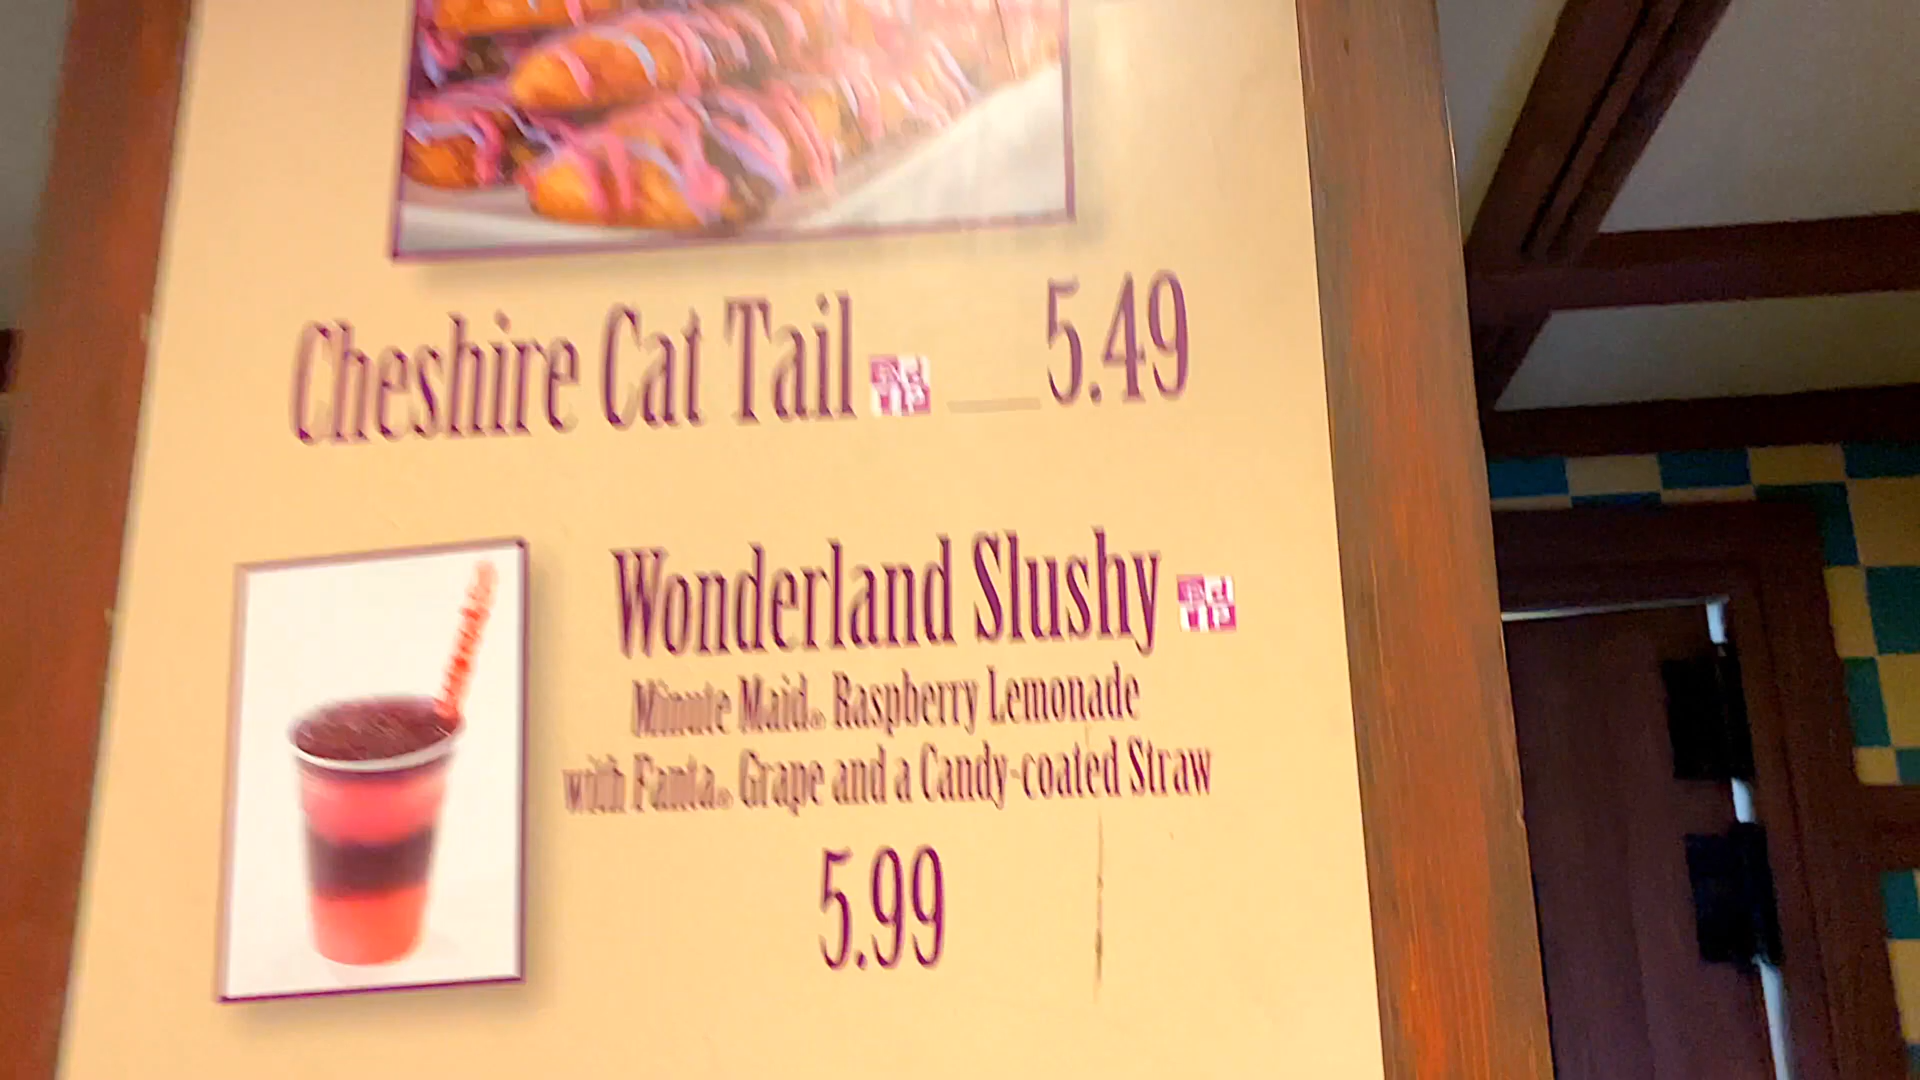 Cheshire Cat Tail 5.49
Wonderland Slushy
Minute Maid® Raspberry Lemonade
with Fanta® Grape and a Candy-coated Straw
5.99